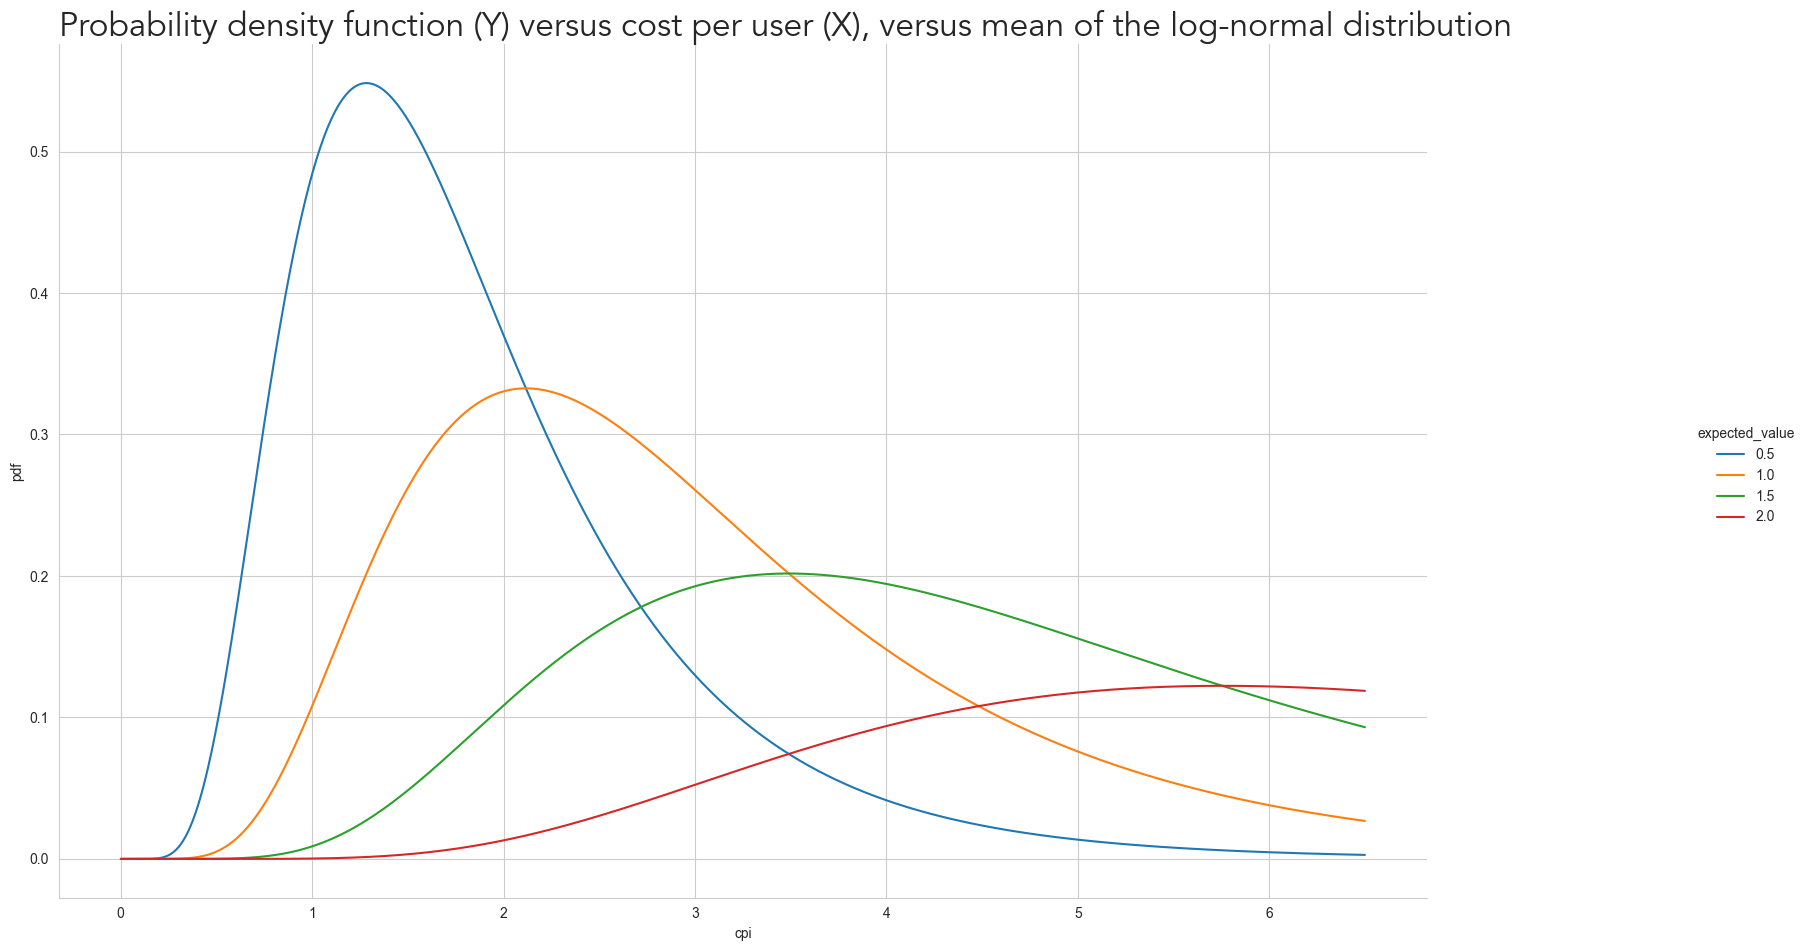 Probability density function (Y) versus cost per user (X), versus mean of the log-normal distribution
0.5
0.4
0.3
0.2
0.1
0.0
pdf
0 1 2 3 4 5 6
cpi
expected_value
0.5
1.0
1.5
2.0